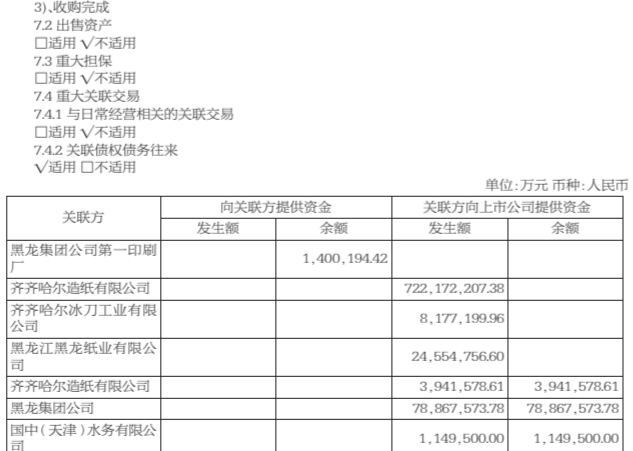 3)、收购完成
7.2 出售资产
□适用 √不适用
7.3 重大担保
□适用 √不适用
7.4 重大关联交易
7.4.1 与日常经营相关的关联交易
□适用 √不适用
7.4.2 关联债权债务往来
√适用 □不适用
单位:万元 币种:人民币
关联方 向关联方提供资金 关联方向上市公司提供资金
发生额 余额 发生额 余额
黑龙集团公司第一印刷
厂 1,400,194.42
齐齐哈尔造纸有限公司 722,172,207.38
齐齐哈尔冰刀工业有限
公司 8,177,199.96
黑龙江黑龙纸业有限公
司 24,554,756.60
齐齐哈尔造纸有限公司 3,941,578.61 3,941,578.61
黑龙集团公司 78,867,573.78 78,867,573.78
国中(天津)水务有限公
司 1,149,500.00 1,149,500.00